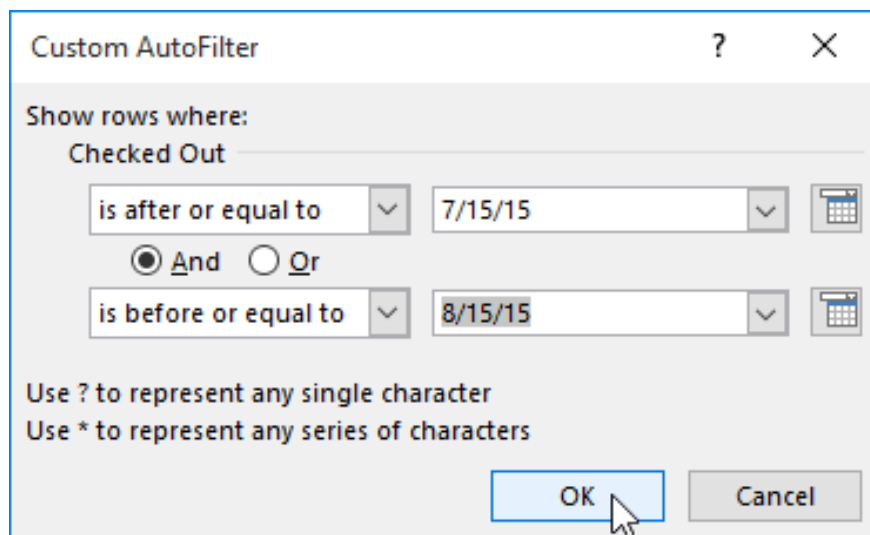 Custom AutoFilter ?
Show rows where:
Checked Out
is after or equal to 7/15/15
And Or
is before or equal to 8/15/15
Use ? to represent any single character
Use * to represent any series of characters
OK Cancel